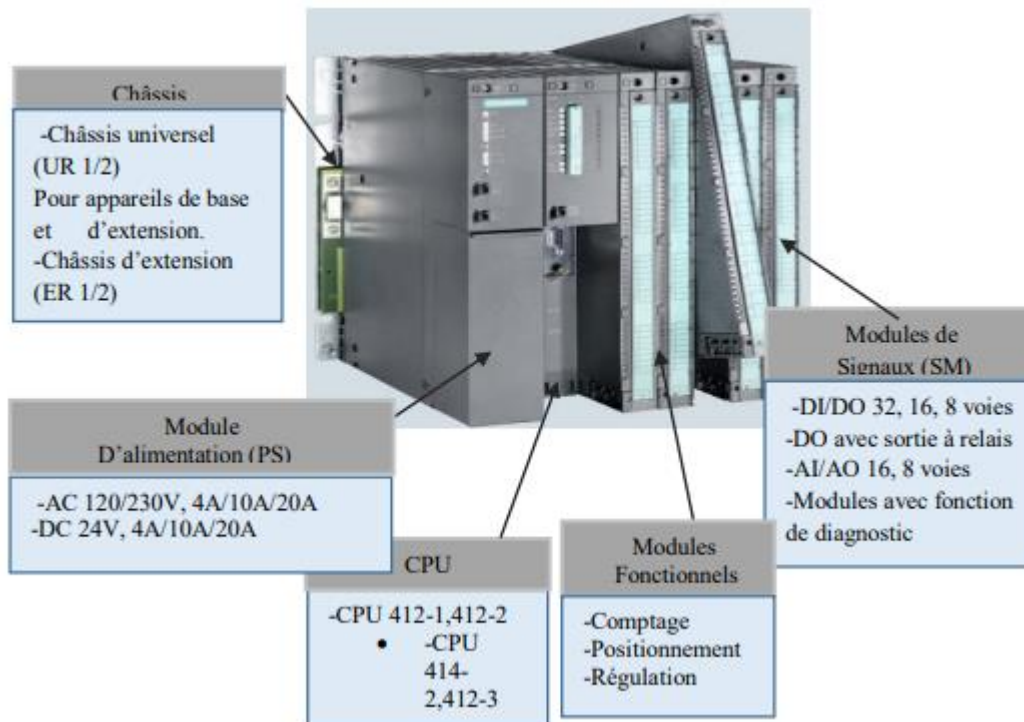 Châssis
-Châssis universel
(UR 1/2)
Pour appareils de base
et d’extension.
-Châssis d’extension
(ER 1/2)
Module
D’alimentation (PS)
-AC 120/230V, 4A/10A/20A
-DC 24V, 4A/10A/20A
CPU
-CPU 412-1,412-2
• -CPU
414-
2,412-3
Modules
Fonctionnels
-Comptage
-Positionnement
-Régulation
Modules de
Signaux (SM)
-DI/DO 32, 16, 8 voies
-DO avec sortie à relais
-AI/AO 16, 8 voies
-Modules avec fonction
de diagnostic